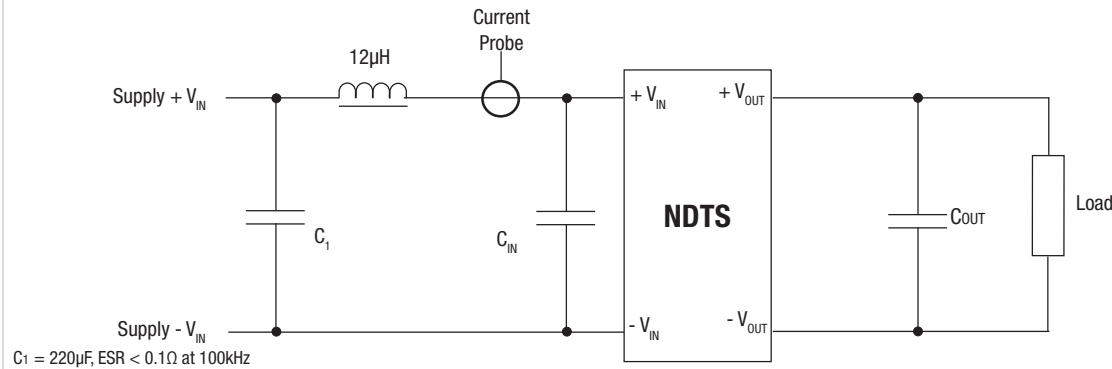 Current
Probe
12µH
Supply + VIN
+ VIN
+ VOUT
C1
CIN
NDTS
COUT
Load
Supply - VIN
- VIN
- VOUT
C1 = 220µF, ESR < 0.1Ω at 100kHz